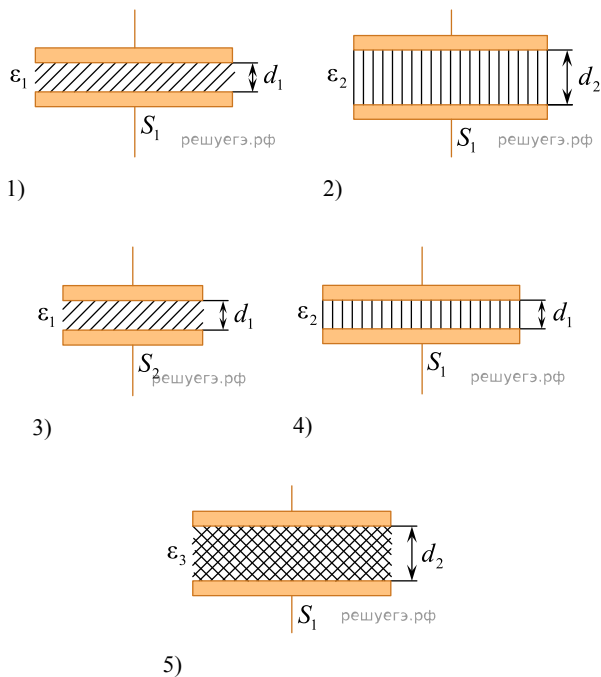 ε₁ d₁ ε₂ d₂
S₁ S₁
решуегэ.рф решуегэ.рф
1) 2)
ε₁ d₁ ε₂ d₁
S₂ S₁
решуегэ.рф решуегэ.рф
3) 4)
ε₃ d₂
S₁ решуегэ.рф
5)